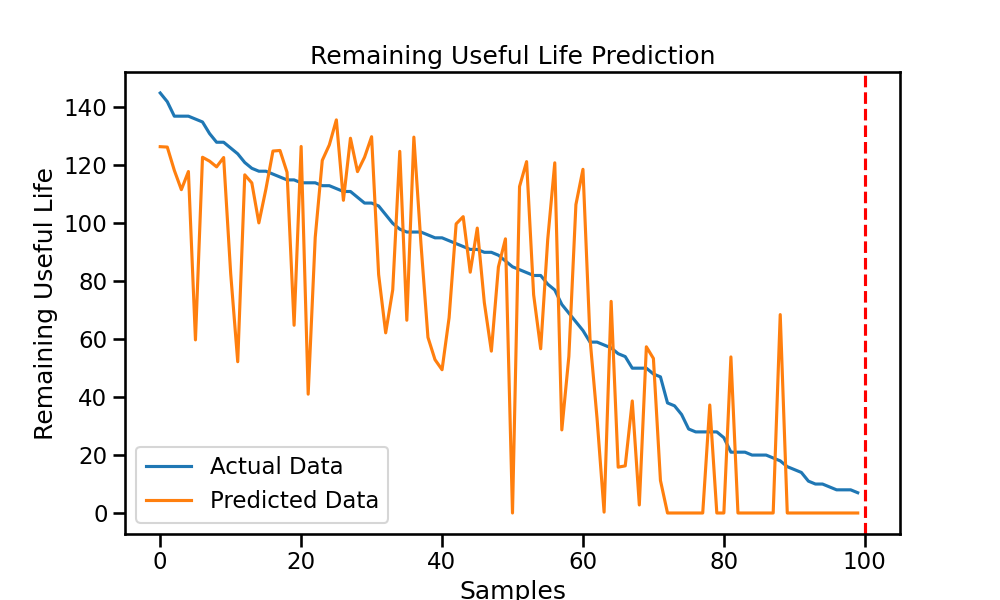 Remaining Useful Life Prediction
Remaining Useful Life
140
120
100
80
60
40
20
0
Actual Data
Predicted Data
0 20 40 60 80 100
Samples